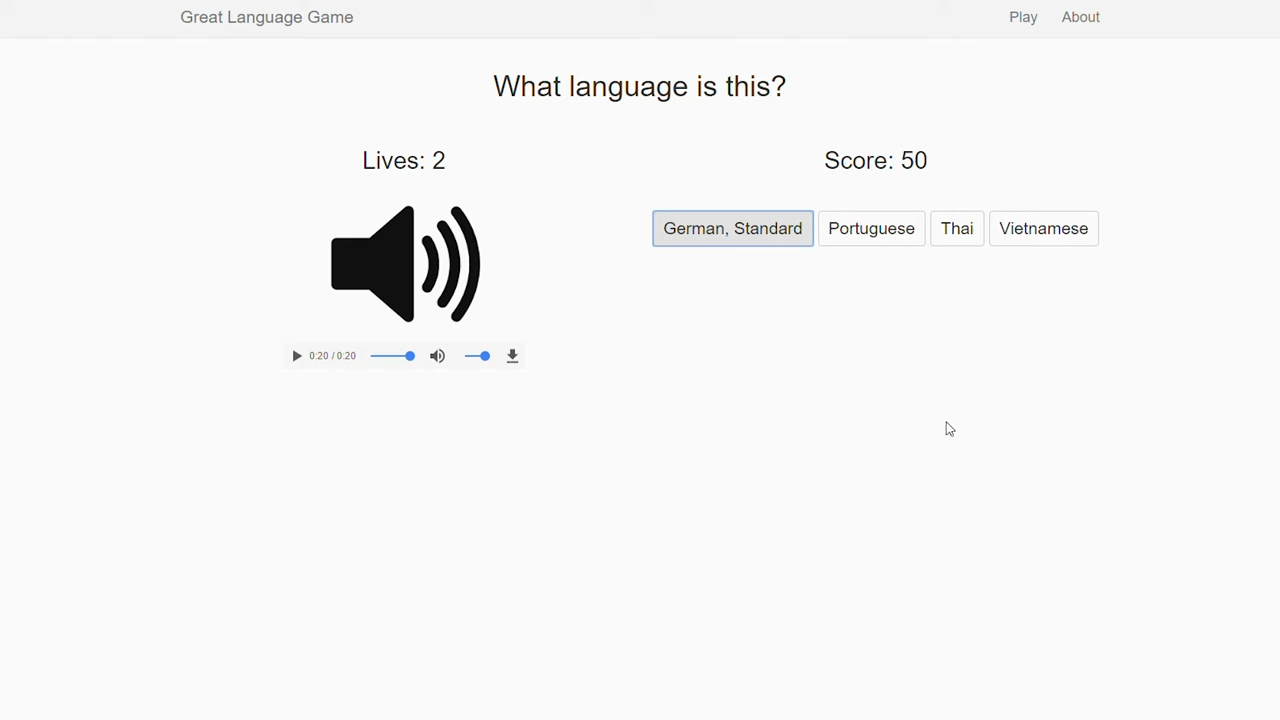 Great Language Game Play About
What language is this?
Lives: 2 Score: 50
German, Standard Portuguese Thai Vietnamese
0:20 / 0:20